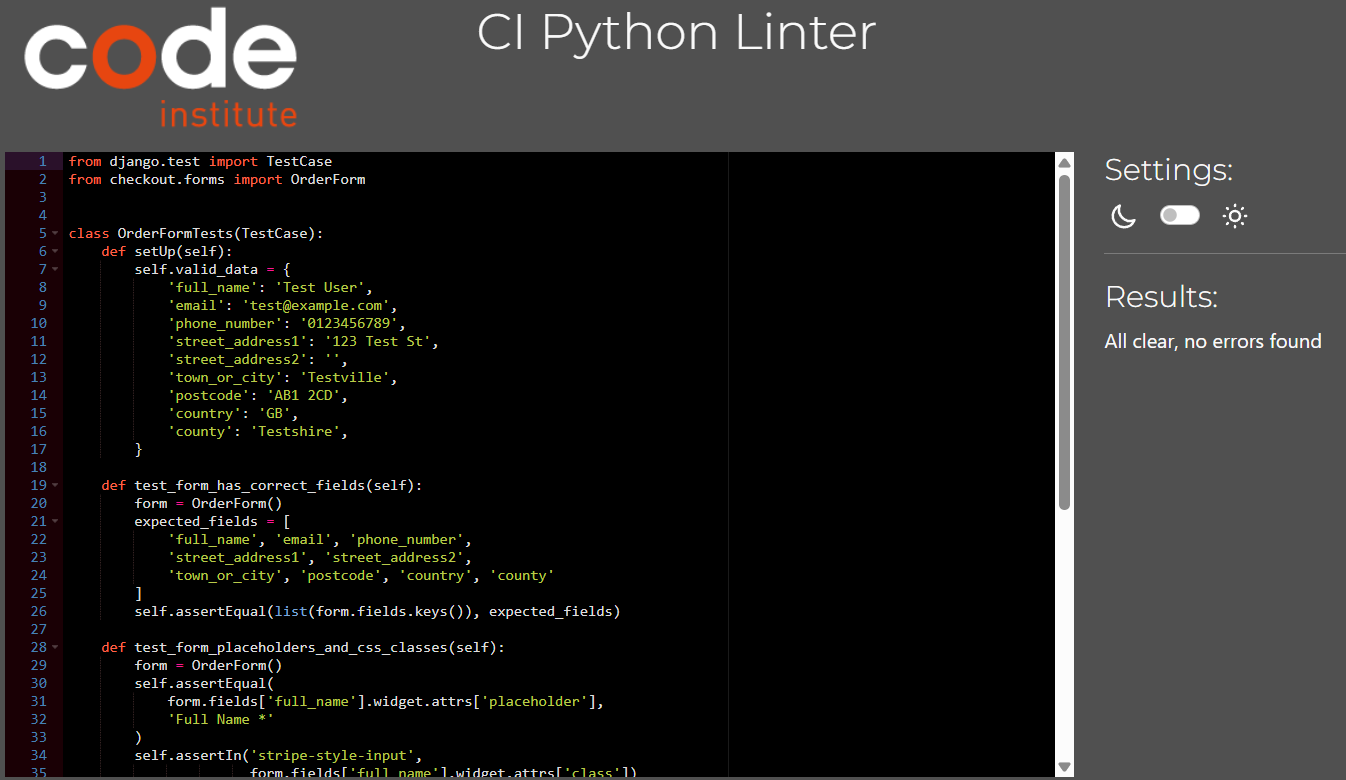 code
institute
CI Python Linter
1 from django.test import TestCase
2 from checkout.forms import OrderForm
3
4
5 class OrderFormTests(TestCase):
6     def setUp(self):
7         self.valid_data = {
8             'full_name': 'Test User',
9             'email': 'test@example.com',
10             'phone_number': '0123456789',
11             'street_address1': '123 Test St',
12             'street_address2': '',
13             'town_or_city': 'Testville',
14             'postcode': 'AB1 2CD',
15             'country': 'GB',
16             'county': 'Testshire',
17         }
18
19     def test_form_has_correct_fields(self):
20         form = OrderForm()
21         expected_fields = [
22             'full_name', 'email', 'phone_number',
23             'street_address1', 'street_address2',
24             'town_or_city', 'postcode', 'country', 'county'
25         ]
26         self.assertEqual(list(form.fields.keys()), expected_fields)
27
28     def test_form_placeholders_and_css_classes(self):
29         form = OrderForm()
30         self.assertEqual(
31             form.fields['full_name'].widget.attrs['placeholder'],
32             'Full Name *'
33         )
34         self.assertIn('stripe-style-input',
35                       form.fields['full_name'].widget.attrs['class'])
Settings:
Results:
All clear, no errors found